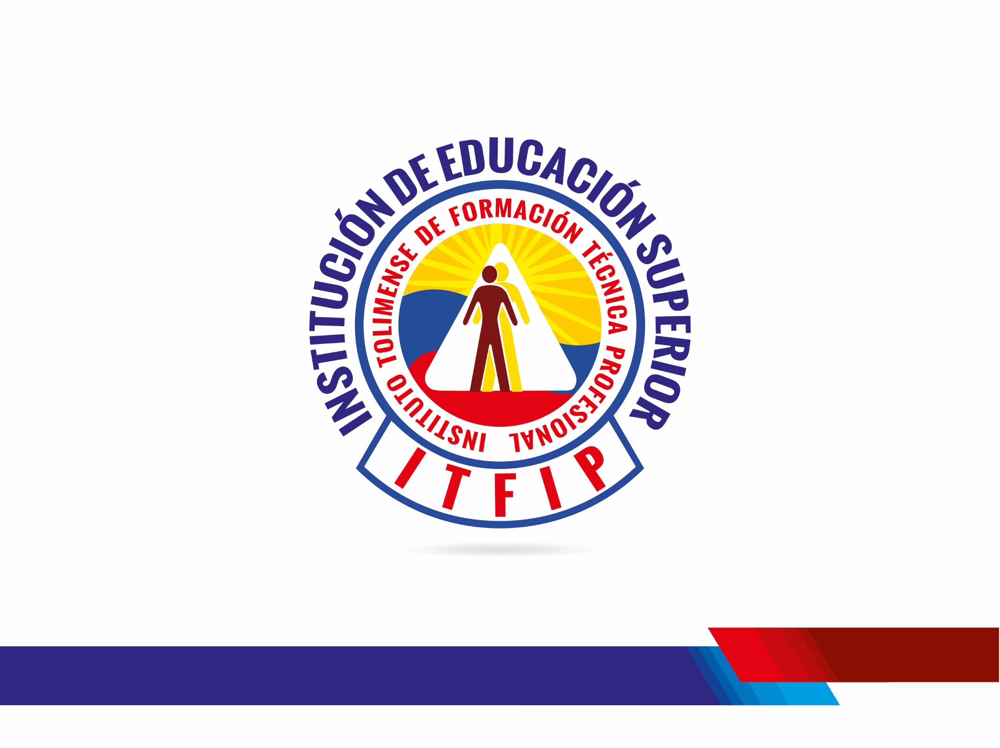 INSTITUCIÓN DE EDUCACIÓN SUPERIOR
INSTITUTO TOLIMENSE DE FORMACIÓN TÉCNICA PROFESIONAL
ITFIP